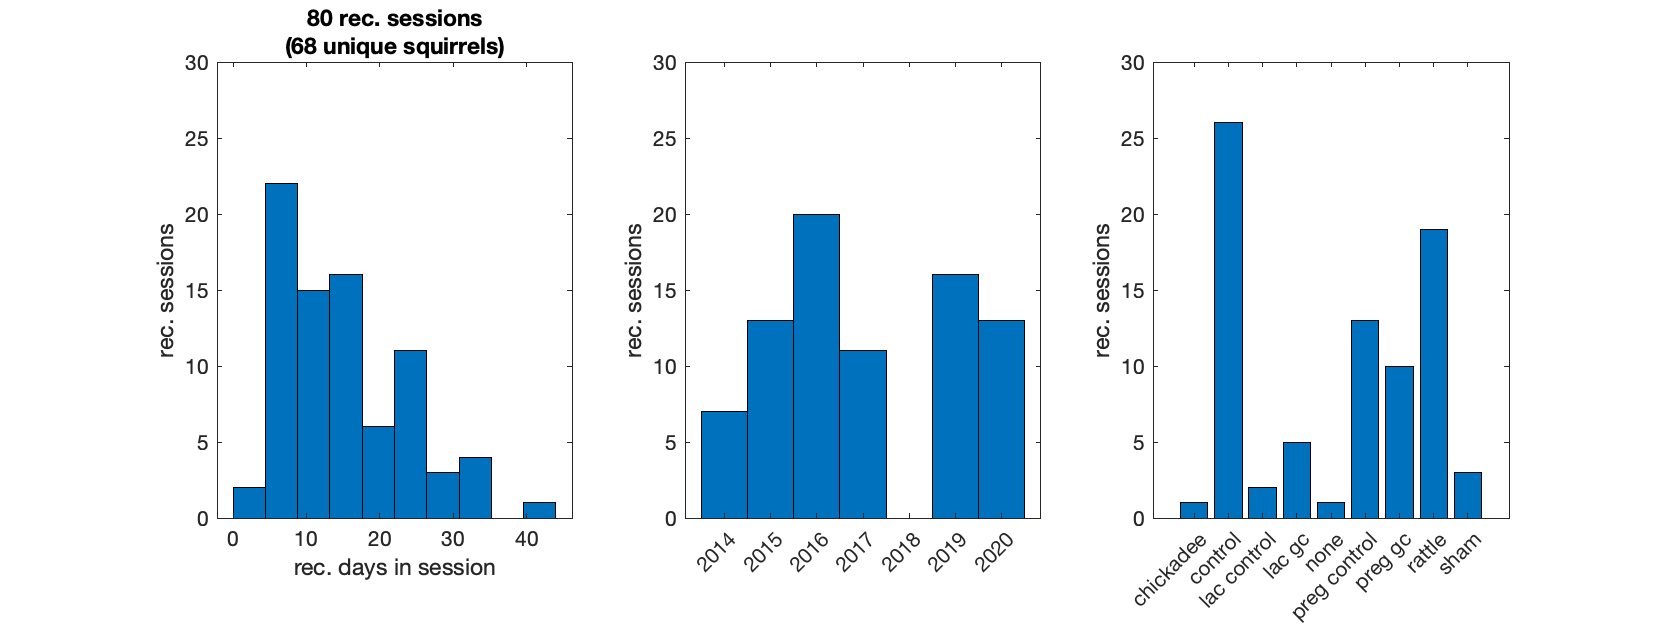 80 rec. sessions
(68 unique squirrels)
30
25
20
15
10
5
0
rec. sessions
0 10 20 30 40
rec. days in session
30
25
20
15
10
5
0
rec. sessions
2014 2015 2016 2017 2018 2019 2020
30
25
20
15
10
5
0
rec. sessions
chickadee
control
lac control
lac gc
none
preg control
preg gc
rattle
sham